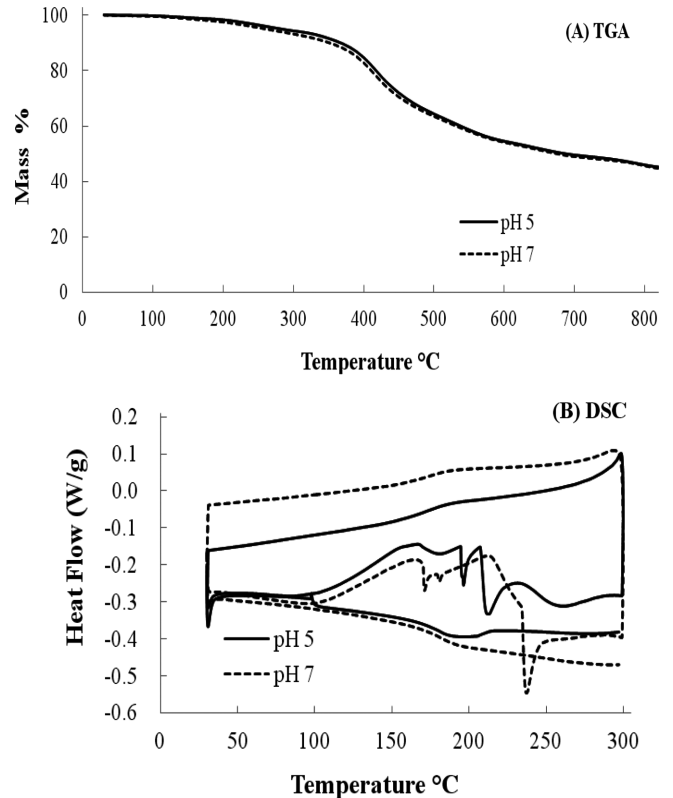 (A) TGA
Mass %
100
80
60
40
20
0
pH 5
pH 7
0 100 200 300 400 500 600 700 800
Temperature °C
(B) DSC
Heat Flow (W/g)
0.2
0.1
0.0
-0.1
-0.2
-0.3
-0.4
-0.5
-0.6
pH 5
pH 7
0 50 100 150 200 250 300
Temperature °C